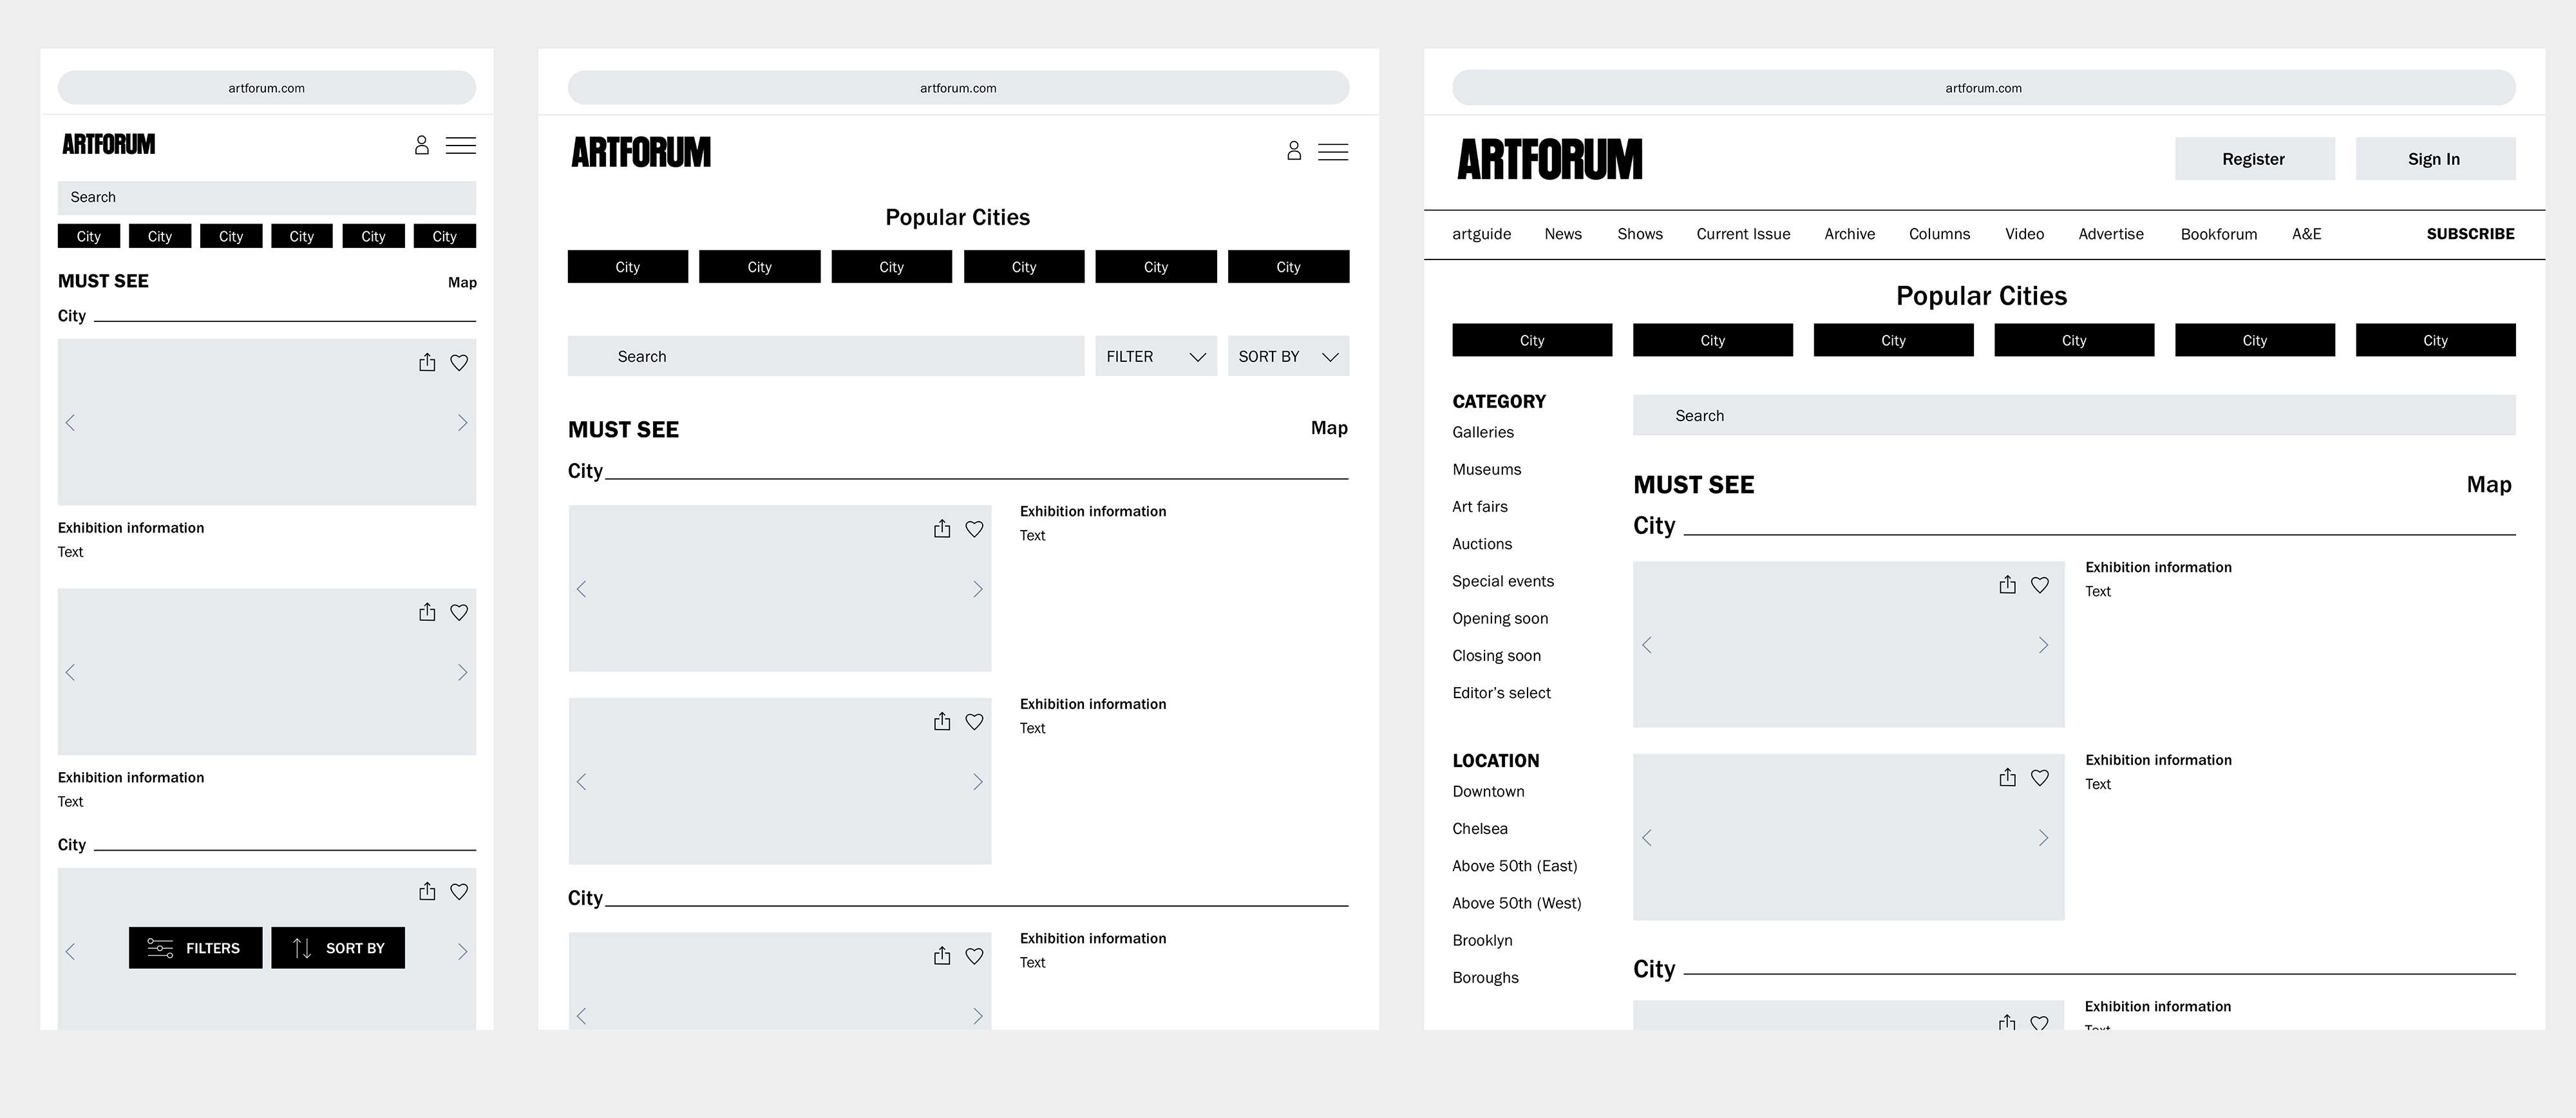 artforum.com
ARTFORUM
Search
City City City City City City
MUST SEE Map
City
Exhibition information
Text
Exhibition information
Text
City
FILTERS SORT BY
artforum.com
ARTFORUM
Popular Cities
City City City City City City
Search FILTER SORT BY
MUST SEE Map
City
Exhibition information
Text
Exhibition information
Text
City
Exhibition information
Text
artforum.com
ARTFORUM
Register Sign In
artguide News Shows Current Issue Archive Columns Video Advertise Bookforum A&E SUBSCRIBE
Popular Cities
City City City City City City
CATEGORY
Galleries
Museums
Art fairs
Auctions
Special events
Opening soon
Closing soon
Editor’s select
LOCATION
Downtown
Chelsea
Above 50th (East)
Above 50th (West)
Brooklyn
Boroughs
Search
MUST SEE Map
City
Exhibition information
Text
Exhibition information
Text
City
Exhibition information
Text